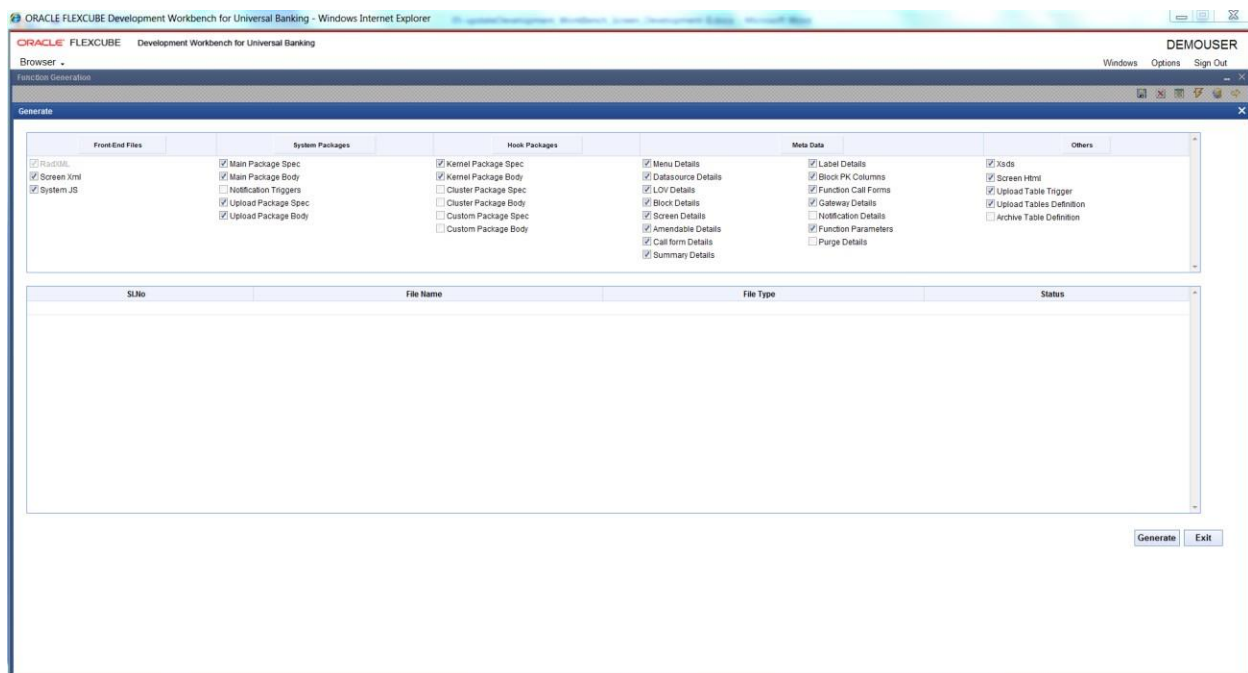 ORACLE FLEXCUBE Development Workbench for Universal Banking - Windows Internet Explorer
ORACLE FLEXCUBE Development Workbench for Universal Banking
DEMOUSER
Browser
Windows Options Sign Out
Function Generation
Generate
Front-End Files System Packages Hook Packages Meta Data Others
RadXML Main Package Spec Kernel Package Spec Menu Details Label Details Xsds
Screen Xml Main Package Body Kernel Package Body Datasource Details Block PK Columns Screen Html
System JS Notification Triggers Cluster Package Spec LOV Details Function Call Forms Upload Table Trigger
Upload Package Spec Cluster Package Body Block Details Gateway Details Upload Tables Definition
Upload Package Body Custom Package Spec Screen Details Notification Details Archive Table Definition
Custom Package Body Amendable Details Function Parameters
Call form Details Purge Details
Summary Details
Sl.No File Name File Type Status
Generate Exit